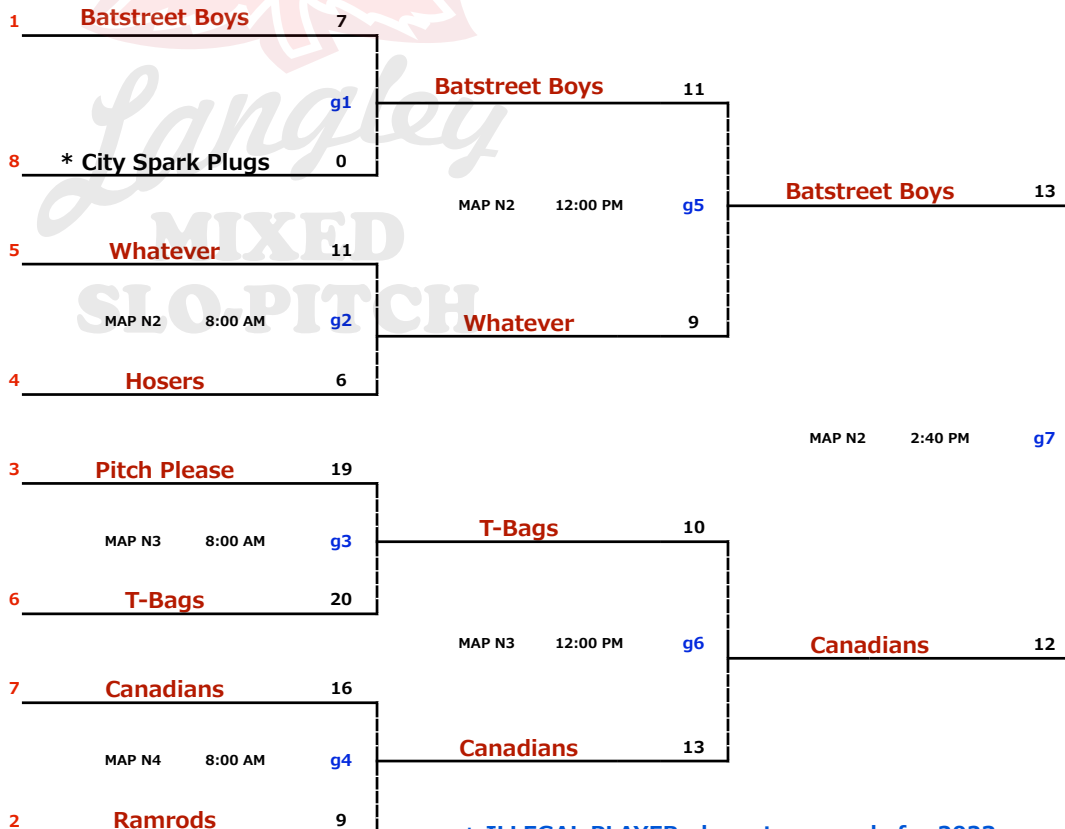 1 Batstreet Boys 7
Batstreet Boys 11
g1
Langley
8 * City Spark Plugs 0
Batstreet Boys 13
MAP N2 12:00 PM g5
MIXED
5 Whatever 11
SLO-PITCH
MAP N2 8:00 AM g2
Whatever 9
4 Hosers 6
MAP N2 2:40 PM g7
3 Pitch Please 19
T-Bags 10
MAP N3 8:00 AM g3
6 T-Bags 20
MAP N3 12:00 PM g6
Canadians 12
7 Canadians 16
Canadians 13
MAP N4 8:00 AM g4
2 Ramrods 9